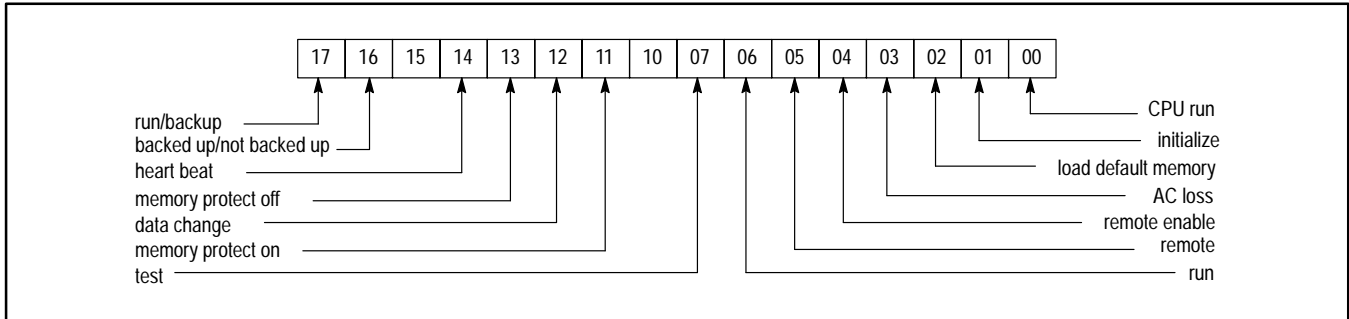 17 16 15 14 13 12 11 10 07 06 05 04 03 02 01 00
run/backup
backed up/not backed up
heart beat
memory protect off
data change
memory protect on
test
CPU run
initialize
load default memory
AC loss
remote enable
remote
run